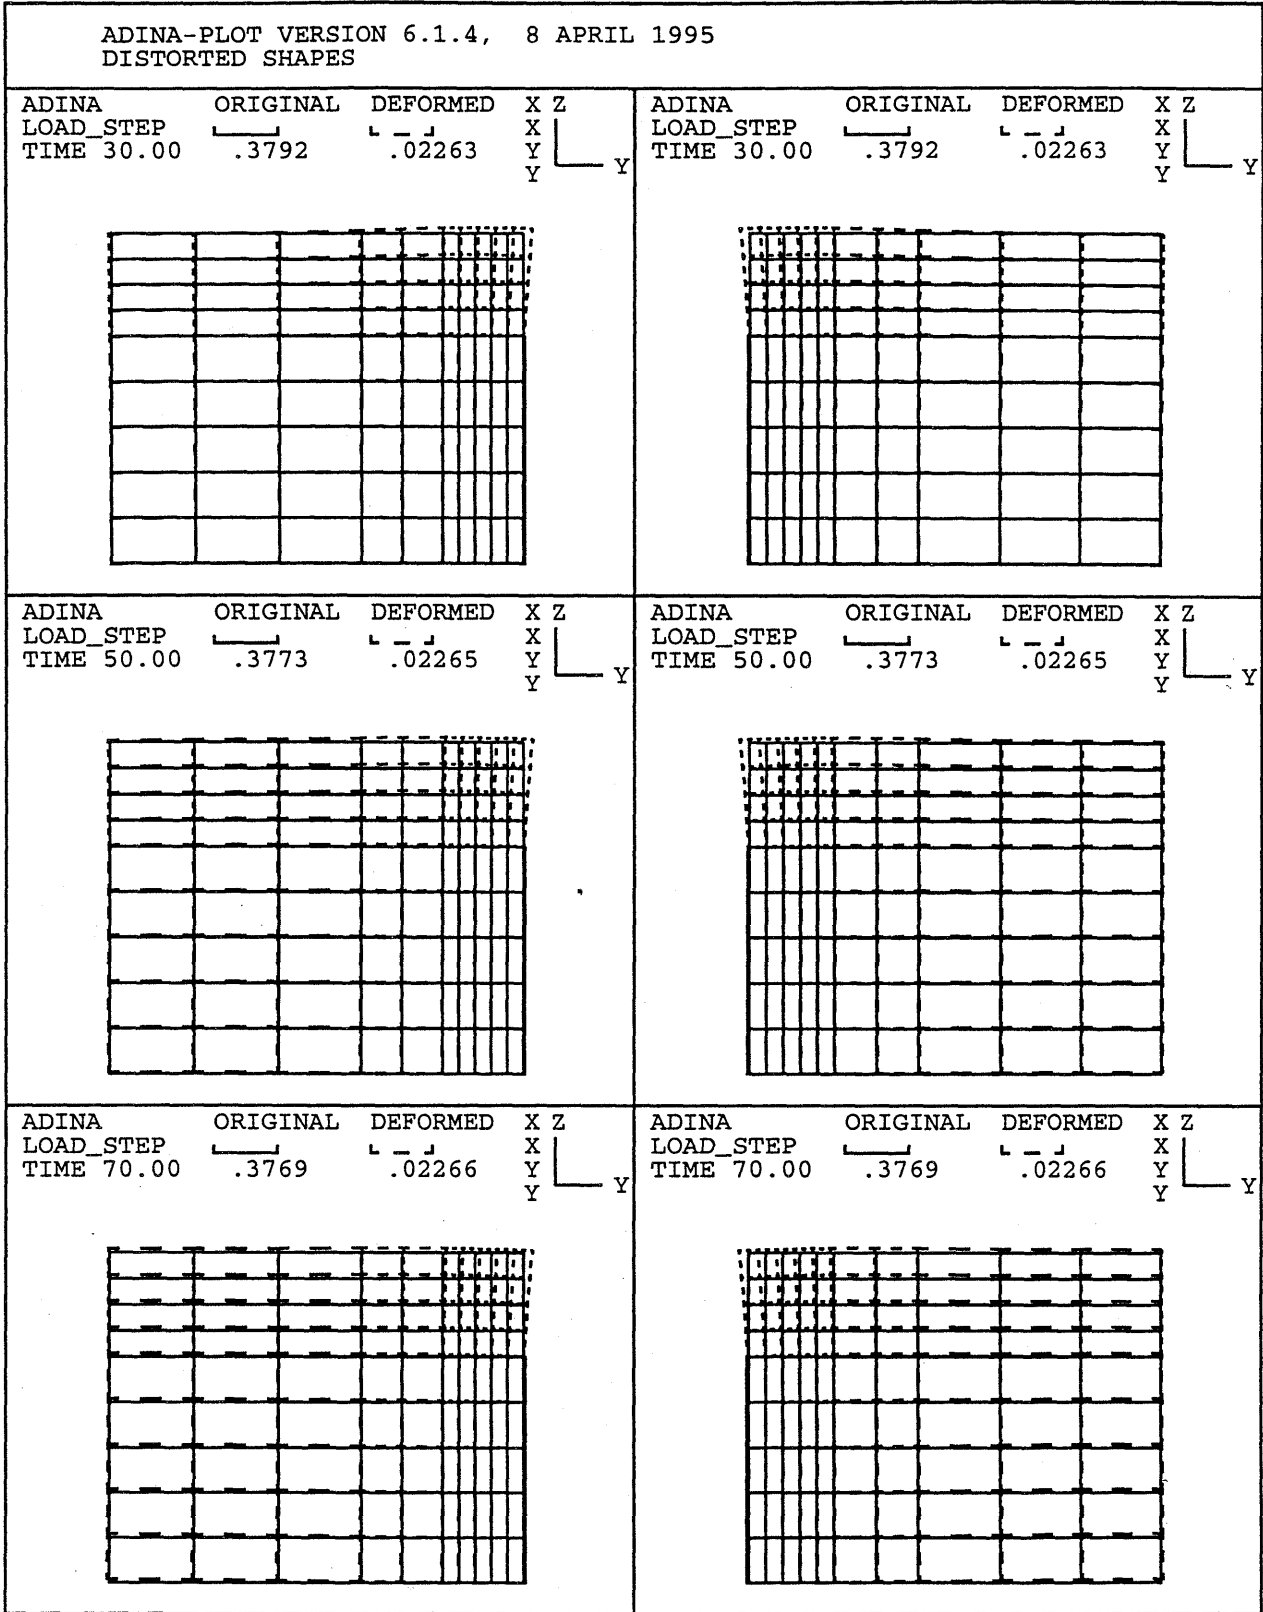 ADINA-PLOT VERSION 6.1.4, 8 APRIL 1995
DISTORTED SHAPES
ADINA ORIGINAL DEFORMED X Z
LOAD_STEP X
TIME 30.00 .3792 .02263 Y
Y Y
ADINA ORIGINAL DEFORMED X Z
LOAD_STEP X
TIME 30.00 .3792 .02263 Y
Y Y
ADINA ORIGINAL DEFORMED X Z
LOAD_STEP X
TIME 50.00 .3773 .02265 Y
Y Y
ADINA ORIGINAL DEFORMED X Z
LOAD_STEP X
TIME 50.00 .3773 .02265 Y
Y Y
ADINA ORIGINAL DEFORMED X Z
LOAD_STEP X
TIME 70.00 .3769 .02266 Y
Y Y
ADINA ORIGINAL DEFORMED X Z
LOAD_STEP X
TIME 70.00 .3769 .02266 Y
Y Y